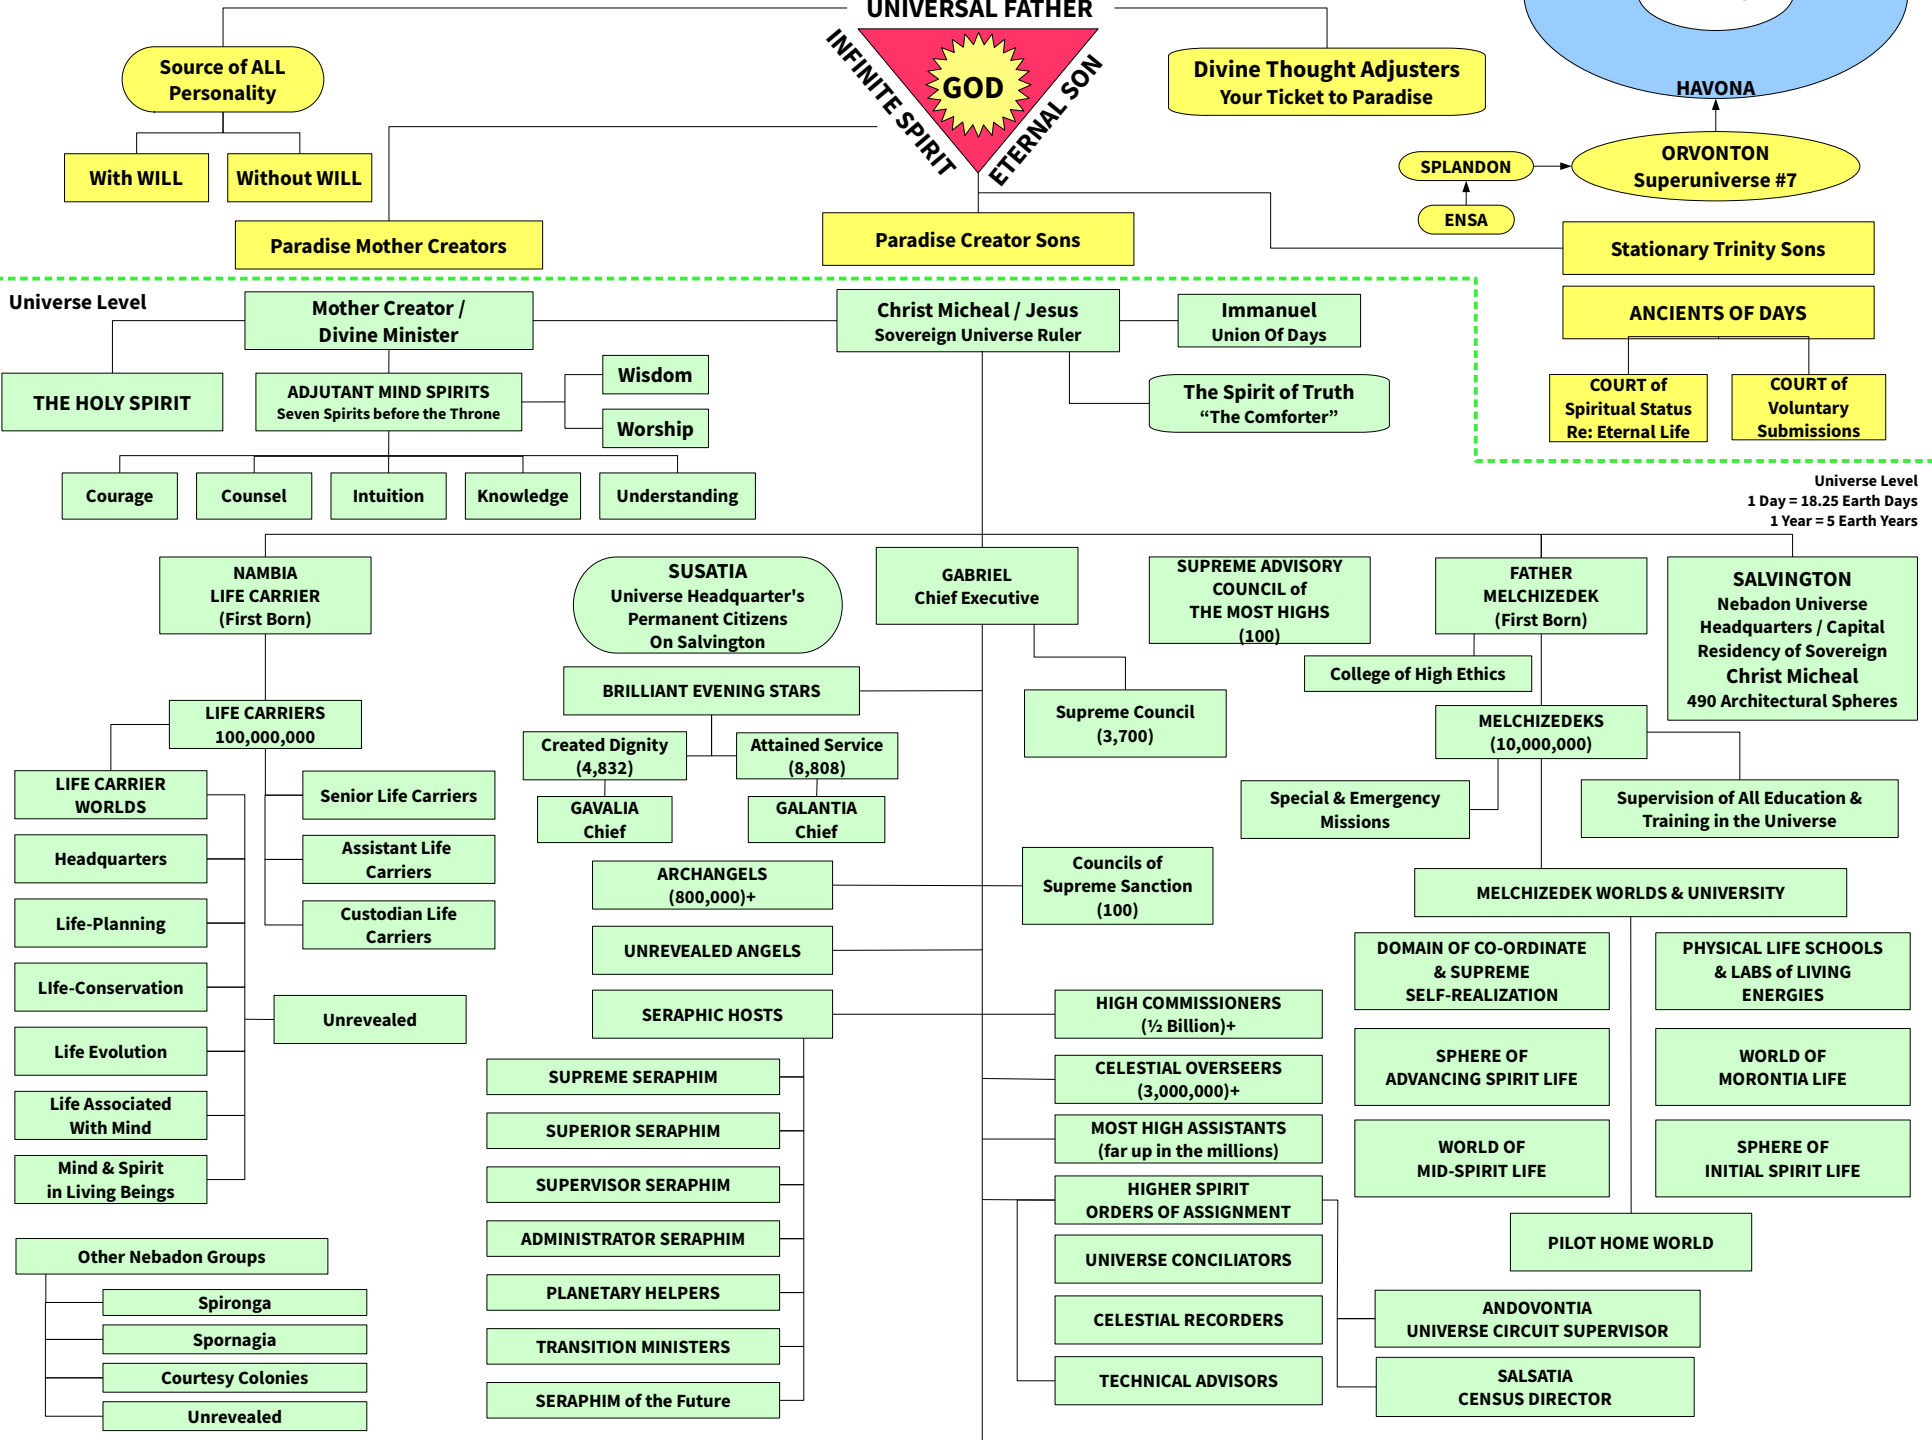 UNIVERSAL FATHER
INFINITE SPIRIT
GOD
ETERNAL SON
Source of ALL
Personality
With WILL
Without WILL
Divine Thought Adjusters
Your Ticket to Paradise
HAVONA
ORVONTON
Superuniverse #7
SPLANDON
ENSA
Paradise Mother Creators
Paradise Creator Sons
Stationary Trinity Sons
ANCIENTS OF DAYS
COURT of
Spiritual Status
Re: Eternal Life
COURT of
Voluntary
Submissions
Universe Level
Mother Creator /
Divine Minister
Christ Micheal / Jesus
Sovereign Universe Ruler
Immanuel
Union Of Days
THE HOLY SPIRIT
ADJUTANT MIND SPIRITS
Seven Spirits before the Throne
Wisdom
Worship
The Spirit of Truth
“The Comforter”
Courage
Counsel
Intuition
Knowledge
Understanding
Universe Level
1 Day = 18.25 Earth Days
1 Year = 5 Earth Years
NAMBIA
LIFE CARRIER
(First Born)
SUSATIA
Universe Headquarter's
Permanent Citizens
On Salvington
GABRIEL
Chief Executive
SUPREME ADVISORY
COUNCIL of
THE MOST HIGHS
(100)
FATHER
MELCHIZEDEK
(First Born)
SALVINGTON
Nebadon Universe
Headquarters / Capital
Residency of Sovereign
Christ Micheal
490 Architectural Spheres
College of High Ethics
BRILLIANT EVENING STARS
Supreme Council
(3,700)
LIFE CARRIERS
100,000,000
MELCHIZEDEKS
(10,000,000)
Created Dignity
(4,832)
Attained Service
(8,808)
GAVALIA
Chief
GALANTIA
Chief
LIFE CARRIER
WORLDS
Senior Life Carriers
Special & Emergency
Missions
Supervision of All Education &
Training in the Universe
Headquarters
Assistant Life
Carriers
ARCHANGELS
(800,000)+
Councils of
Supreme Sanction
(100)
MELCHIZEDEK WORLDS & UNIVERSITY
Life-Planning
Custodian Life
Carriers
UNREVEALED ANGELS
DOMAIN OF CO-ORDINATE
& SUPREME
SELF-REALIZATION
PHYSICAL LIFE SCHOOLS
& LABS of LIVING
ENERGIES
LIfe-Conservation
Unrevealed
SERAPHIC HOSTS
HIGH COMMISSIONERS
(½ Billion)+
Life Evolution
SUPREME SERAPHIM
CELESTIAL OVERSEERS
(3,000,000)+
SPHERE OF
ADVANCING SPIRIT LIFE
WORLD OF
MORONTIA LIFE
Life Associated
With Mind
SUPERIOR SERAPHIM
MOST HIGH ASSISTANTS
(far up in the millions)
WORLD OF
MID-SPIRIT LIFE
SPHERE OF
INITIAL SPIRIT LIFE
Mind & Spirit
in Living Beings
SUPERVISOR SERAPHIM
HIGHER SPIRIT
ORDERS OF ASSIGNMENT
Other Nebadon Groups
ADMINISTRATOR SERAPHIM
UNIVERSE CONCILIATORS
PILOT HOME WORLD
Spironga
PLANETARY HELPERS
CELESTIAL RECORDERS
ANDOVONTIA
UNIVERSE CIRCUIT SUPERVISOR
Spornagia
TRANSITION MINISTERS
Courtesy Colonies
TECHNICAL ADVISORS
SALSATIA
CENSUS DIRECTOR
Unrevealed
SERAPHIM of the Future